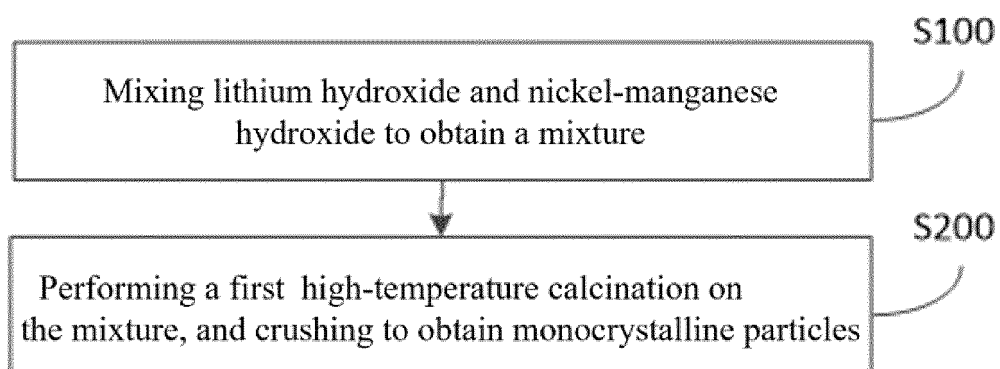 S100
Mixing lithium hydroxide and nickel-manganese
hydroxide to obtain a mixture
S200
Performing a first high-temperature calcination on
the mixture, and crushing to obtain monocrystalline particles